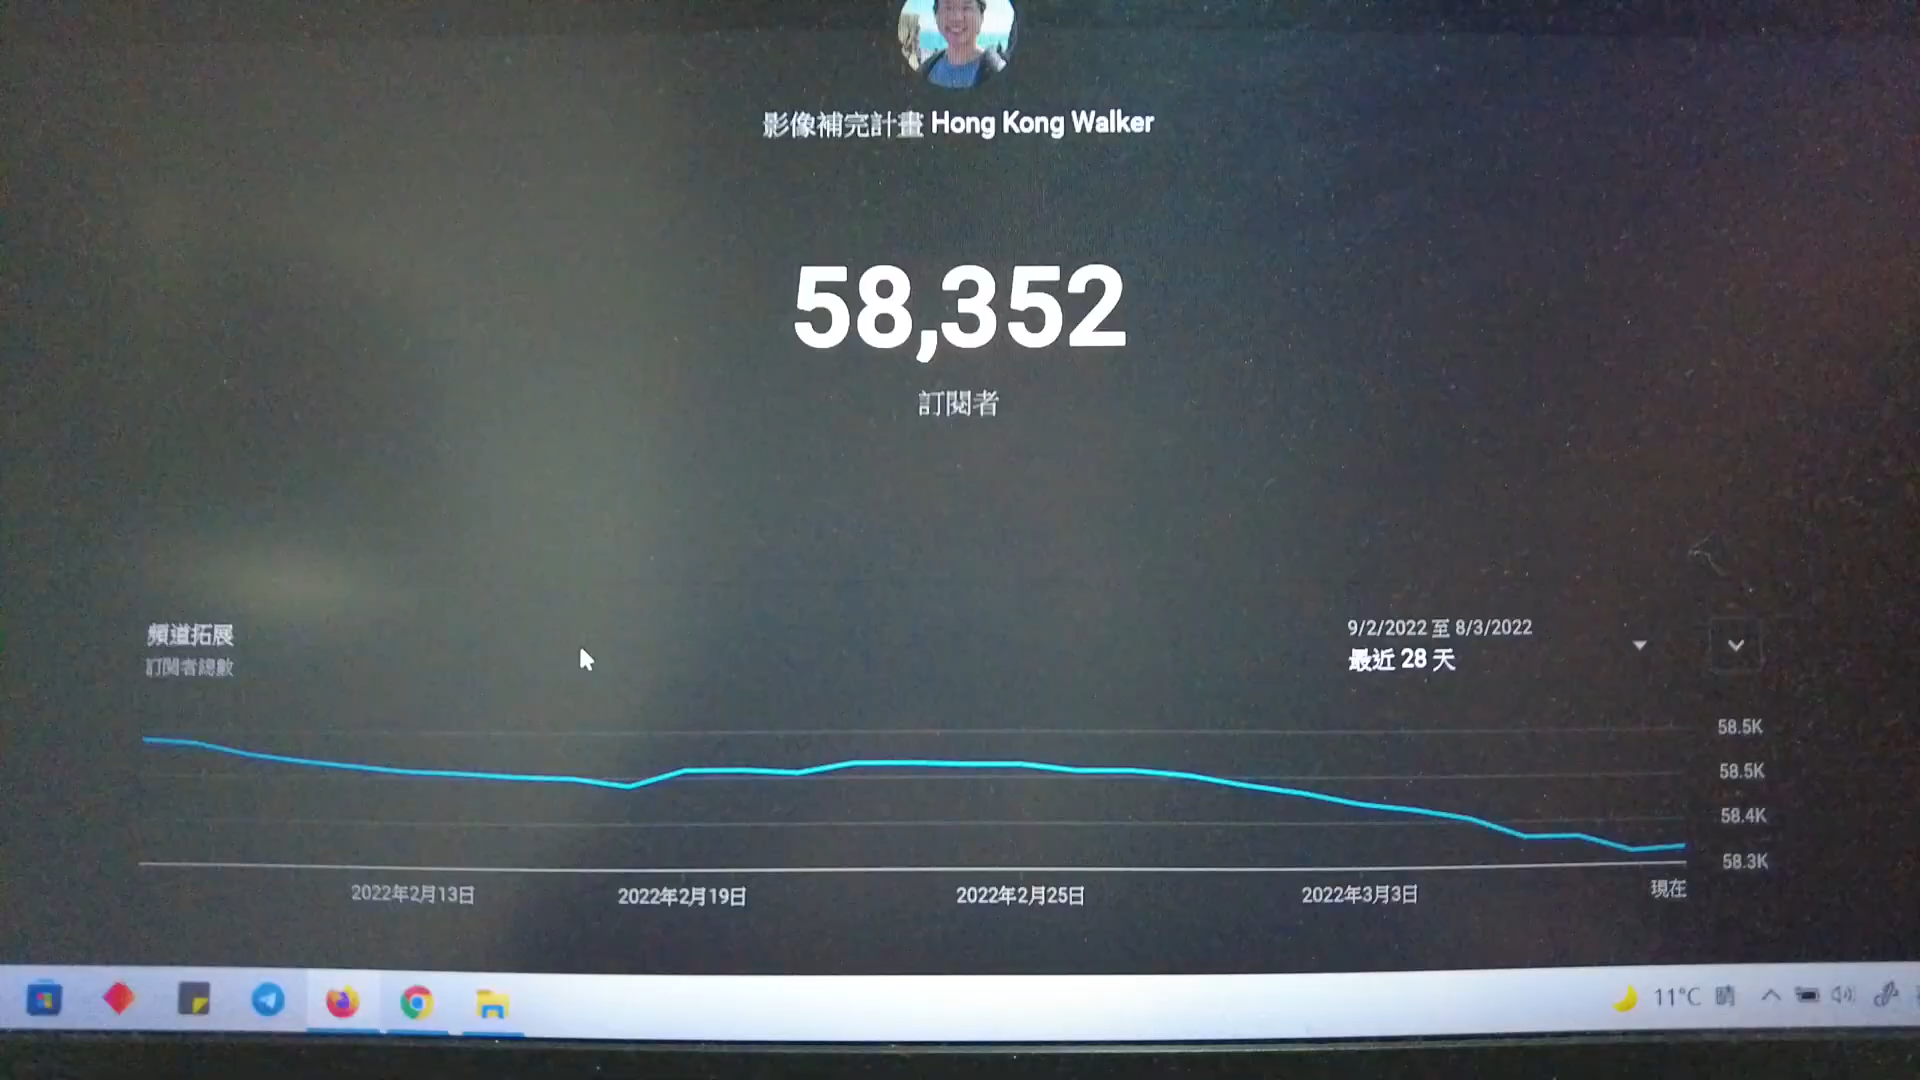 影像補完計畫 Hong Kong Walker
58,352
訂閱者
頻道拓展
訂閱者總數
9/2/2022 至 8/3/2022
最近 28 天
58.5K
58.5K
58.4K
58.3K
2022年2月13日
2022年2月19日
2022年2月25日
2022年3月3日
現在
11°C 晴